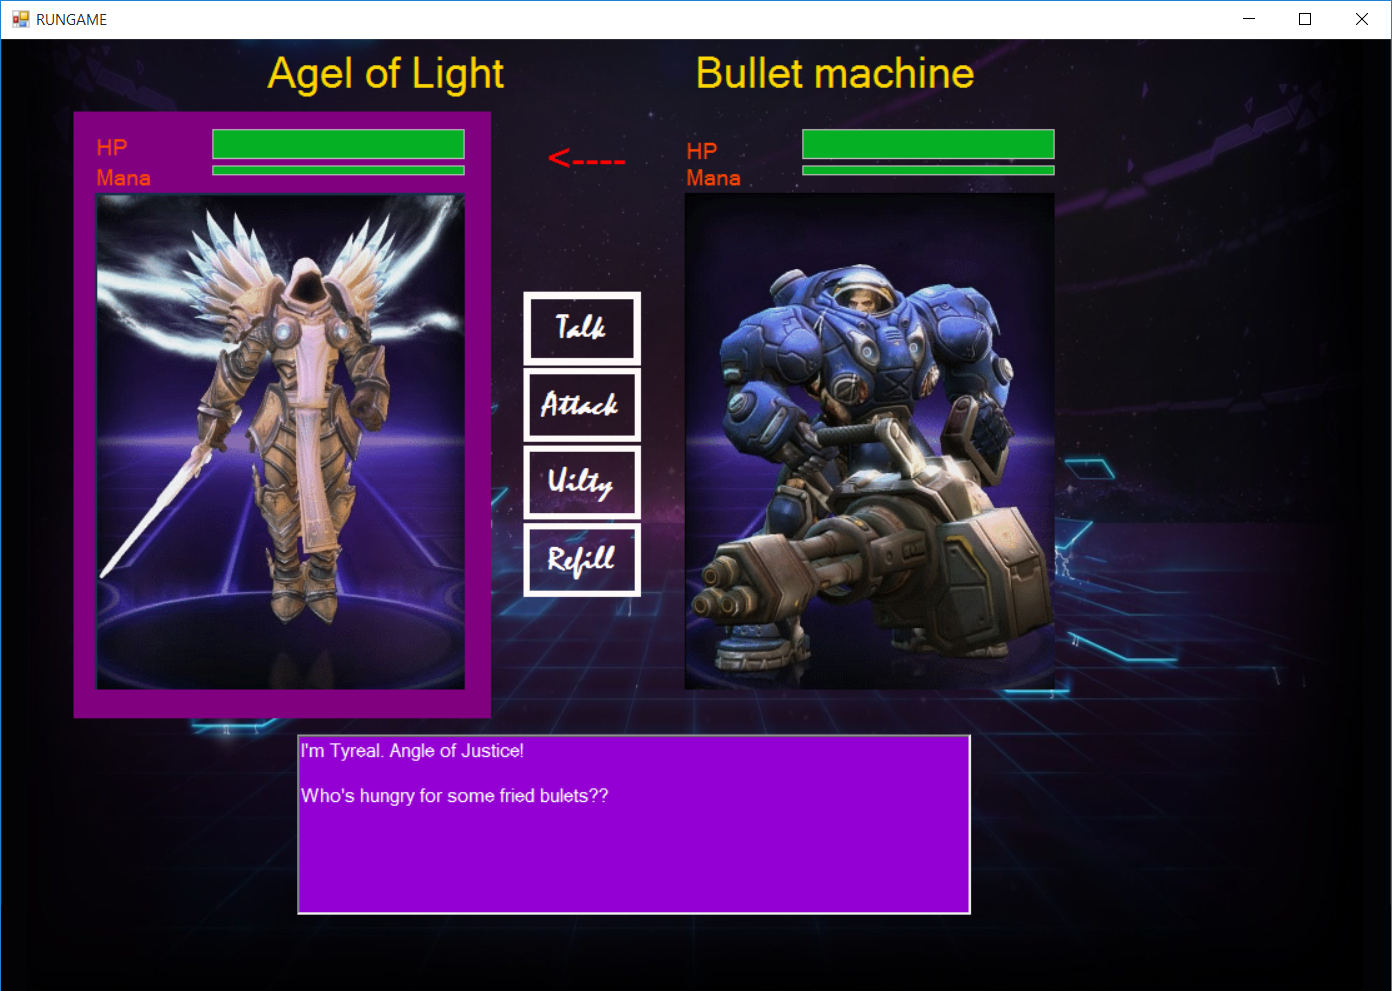 RUNGAME
Agel of Light
Bullet machine
HP
Mana
<----
HP
Mana
Talk
Attack
Uilty
Refill
I'm Tyreal. Angle of Justice!
Who's hungry for some fried bulets??